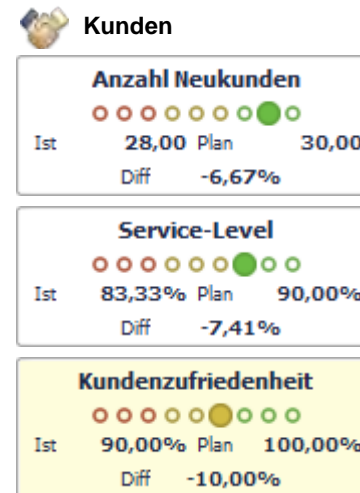 Kunden
Anzahl Neukunden
Ist 28,00 Plan 30,00
Diff -6,67%
Service-Level
Ist 83,33% Plan 90,00%
Diff -7,41%
Kundenzufriedenheit
Ist 90,00% Plan 100,00%
Diff -10,00%